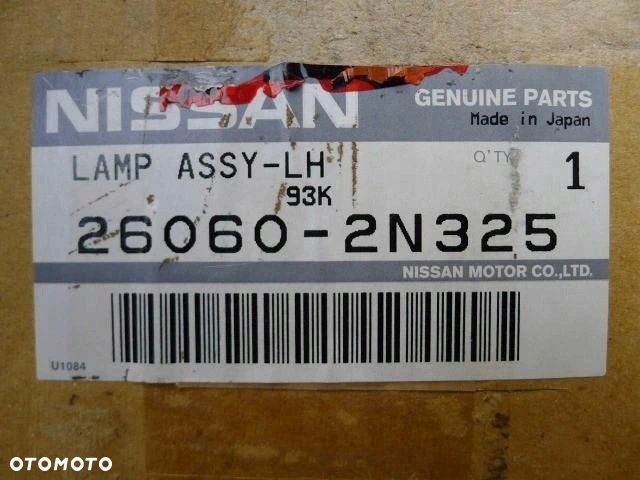 NISSAN
GENUINE PARTS
Made in Japan
LAMP ASSY-LH
Q'TY
1
93K
26060-2N325
NISSAN MOTOR CO.,LTD.
U1084
OTOMOTO